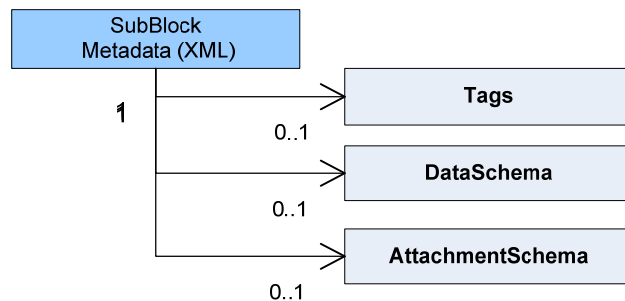 SubBlock
Metadata (XML)
1
Tags
0..1
DataSchema
0..1
AttachmentSchema
0..1